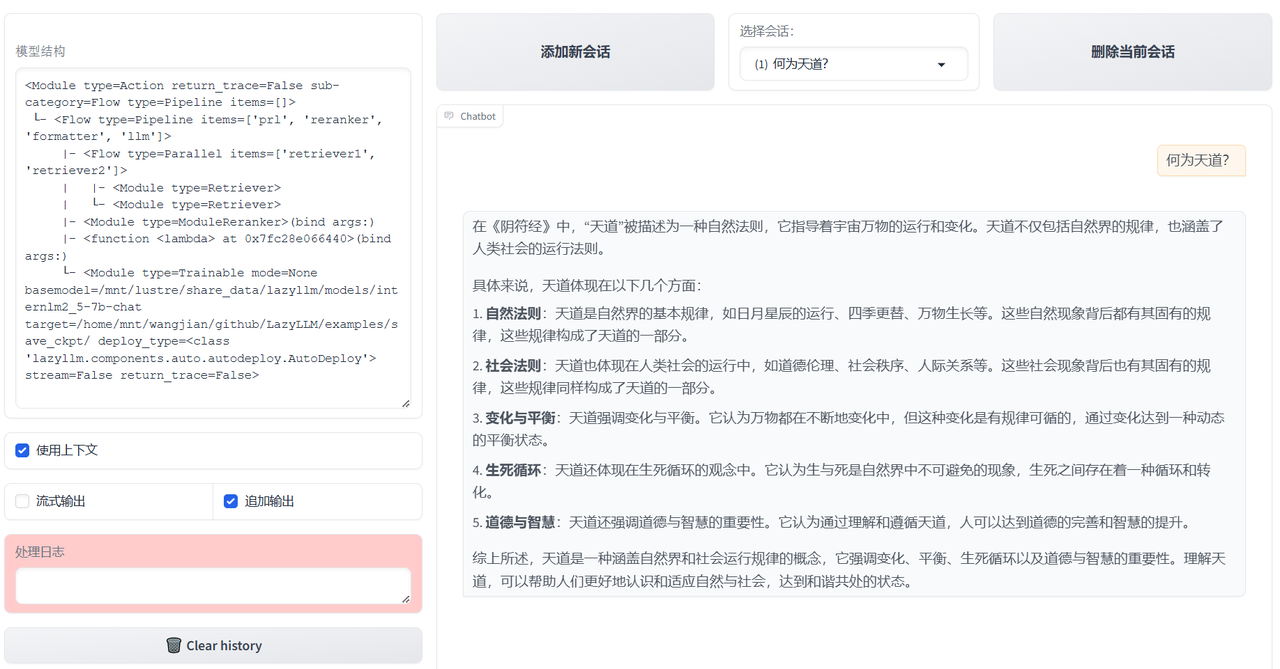 模型结构
<Module type=Action return_trace=False sub-
category=Flow type=Pipeline items=[]>
└- <Flow type=Pipeline items=['prl', 'reranker',
'formatter', 'llm']>
|- <Flow type=Parallel items=['retriever1',
'retriever2']>
| |- <Module type=Retriever>
| └- <Module type=Retriever>
|- <Module type=ModuleReranker>(bind args:)
|- <function <lambda> at 0x7fc28e066440>(bind
args:)
└- <Module type=Trainable mode=None
basemodel=/mnt/lustre/share_data/lazyllm/models/int
ernlm2_5-7b-chat
target=/home/mnt/wangjian/github/LazyLLM/examples/s
ave_ckpt/ deploy_type=<class
'lazyllm.components.auto.autodeploy.AutoDeploy'>
stream=False return_trace=False>
使用上下文
流式输出
追加输出
处理日志
Clear history
添加新会话
选择会话：
(1) 何为天道?
删除当前会话
Chatbot
何为天道?
在《阴符经》中，“天道”被描述为一种自然法则，它指导着宇宙万物的运行和变化。天道不仅包括自然界的规律，也涵盖了
人类社会的运行法则。
具体来说，天道体现在以下几个方面：
1. 自然法则：天道是自然界的基本规律，如日月星辰的运行、四季更替、万物生长等。这些自然现象背后都有其固有的规
律，这些规律构成了天道的一部分。
2. 社会法则：天道也体现在人类社会的运行中，如道德伦理、社会秩序、人际关系等。这些社会现象背后也有其固有的规
律，这些规律同样构成了天道的一部分。
3. 变化与平衡：天道强调变化与平衡。它认为万物都在不断地变化中，但这种变化是有规律可循的，通过变化达到一种动态
的平衡状态。
4. 生死循环：天道还体现在生死循环的观念中。它认为生与死是自然界中不可避免的现象，生死之间存在着一种循环和转
化。
5. 道德与智慧：天道还强调道德与智慧的重要性。它认为通过理解和遵循天道，人可以达到道德的完善和智慧的提升。
综上所述，天道是一种涵盖自然界和社会运行规律的概念，它强调变化、平衡、生死循环以及道德与智慧的重要性。理解天
道，可以帮助人们更好地认识和适应自然与社会，达到和谐共处的状态。